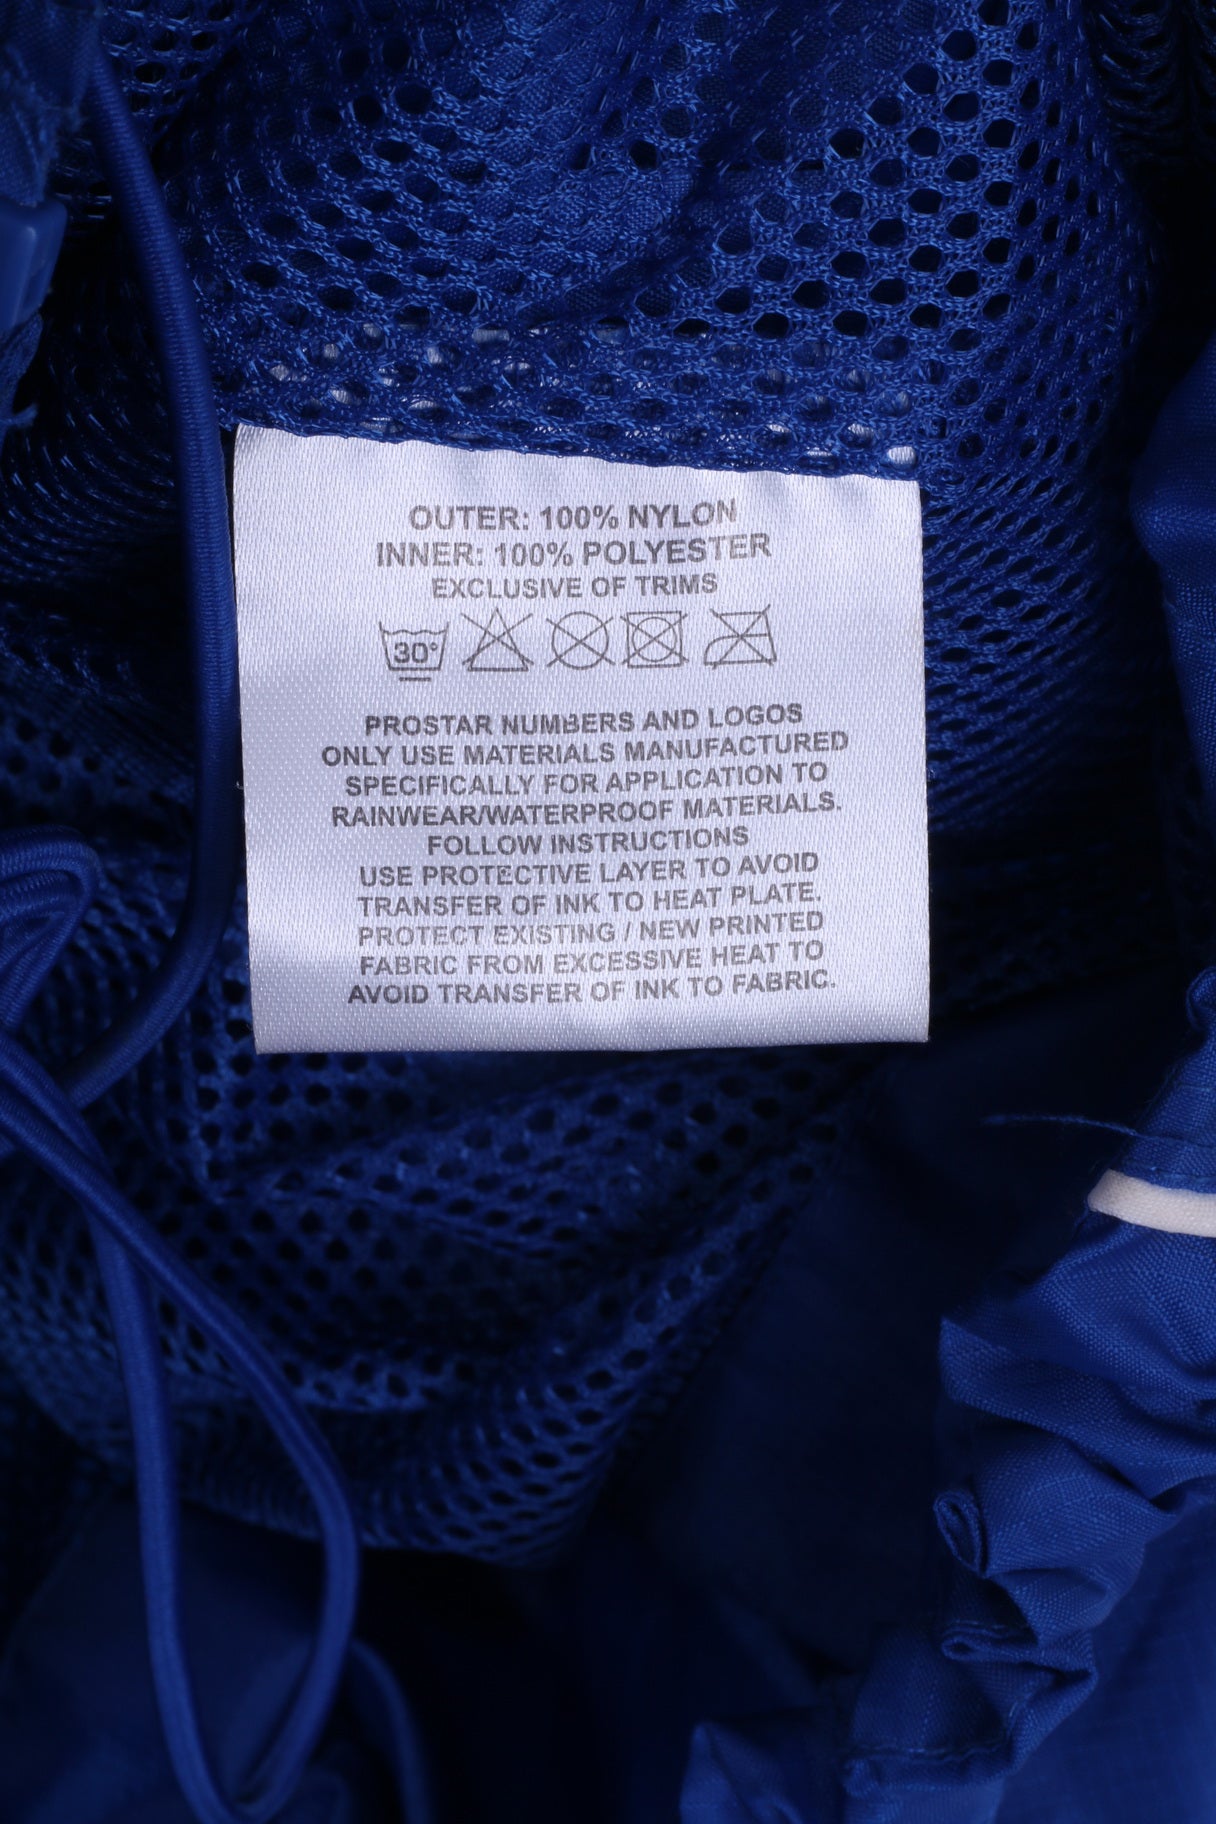 OUTER: 100% NYLON
INNER: 100% POLYESTER
EXCLUSIVE OF TRIMS
30°
PROSTAR NUMBERS AND LOGOS
ONLY USE MATERIALS MANUFACTURED
SPECIFICALLY FOR APPLICATION TO
RAINWEAR/WATERPROOF MATERIALS.
FOLLOW INSTRUCTIONS
USE PROTECTIVE LAYER TO AVOID
TRANSFER OF INK TO HEAT PLATE.
PROTECT EXISTING / NEW PRINTED
FABRIC FROM EXCESSIVE HEAT TO
AVOID TRANSFER OF INK TO FABRIC.